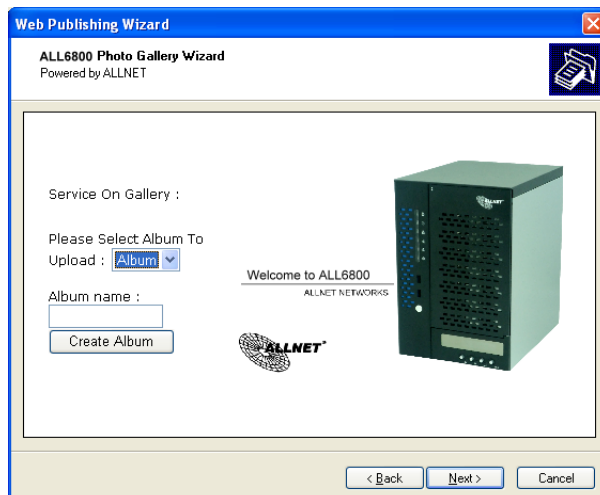 Web Publishing Wizard
ALL6800 Photo Gallery Wizard
Powered by ALLNET
Service On Gallery :
Please Select Album To
Upload : Album
Album name :
Create Album
Welcome to ALL6800
ALLNET NETWORKS
ALLNET
ALLNET
< Back
Next >
Cancel